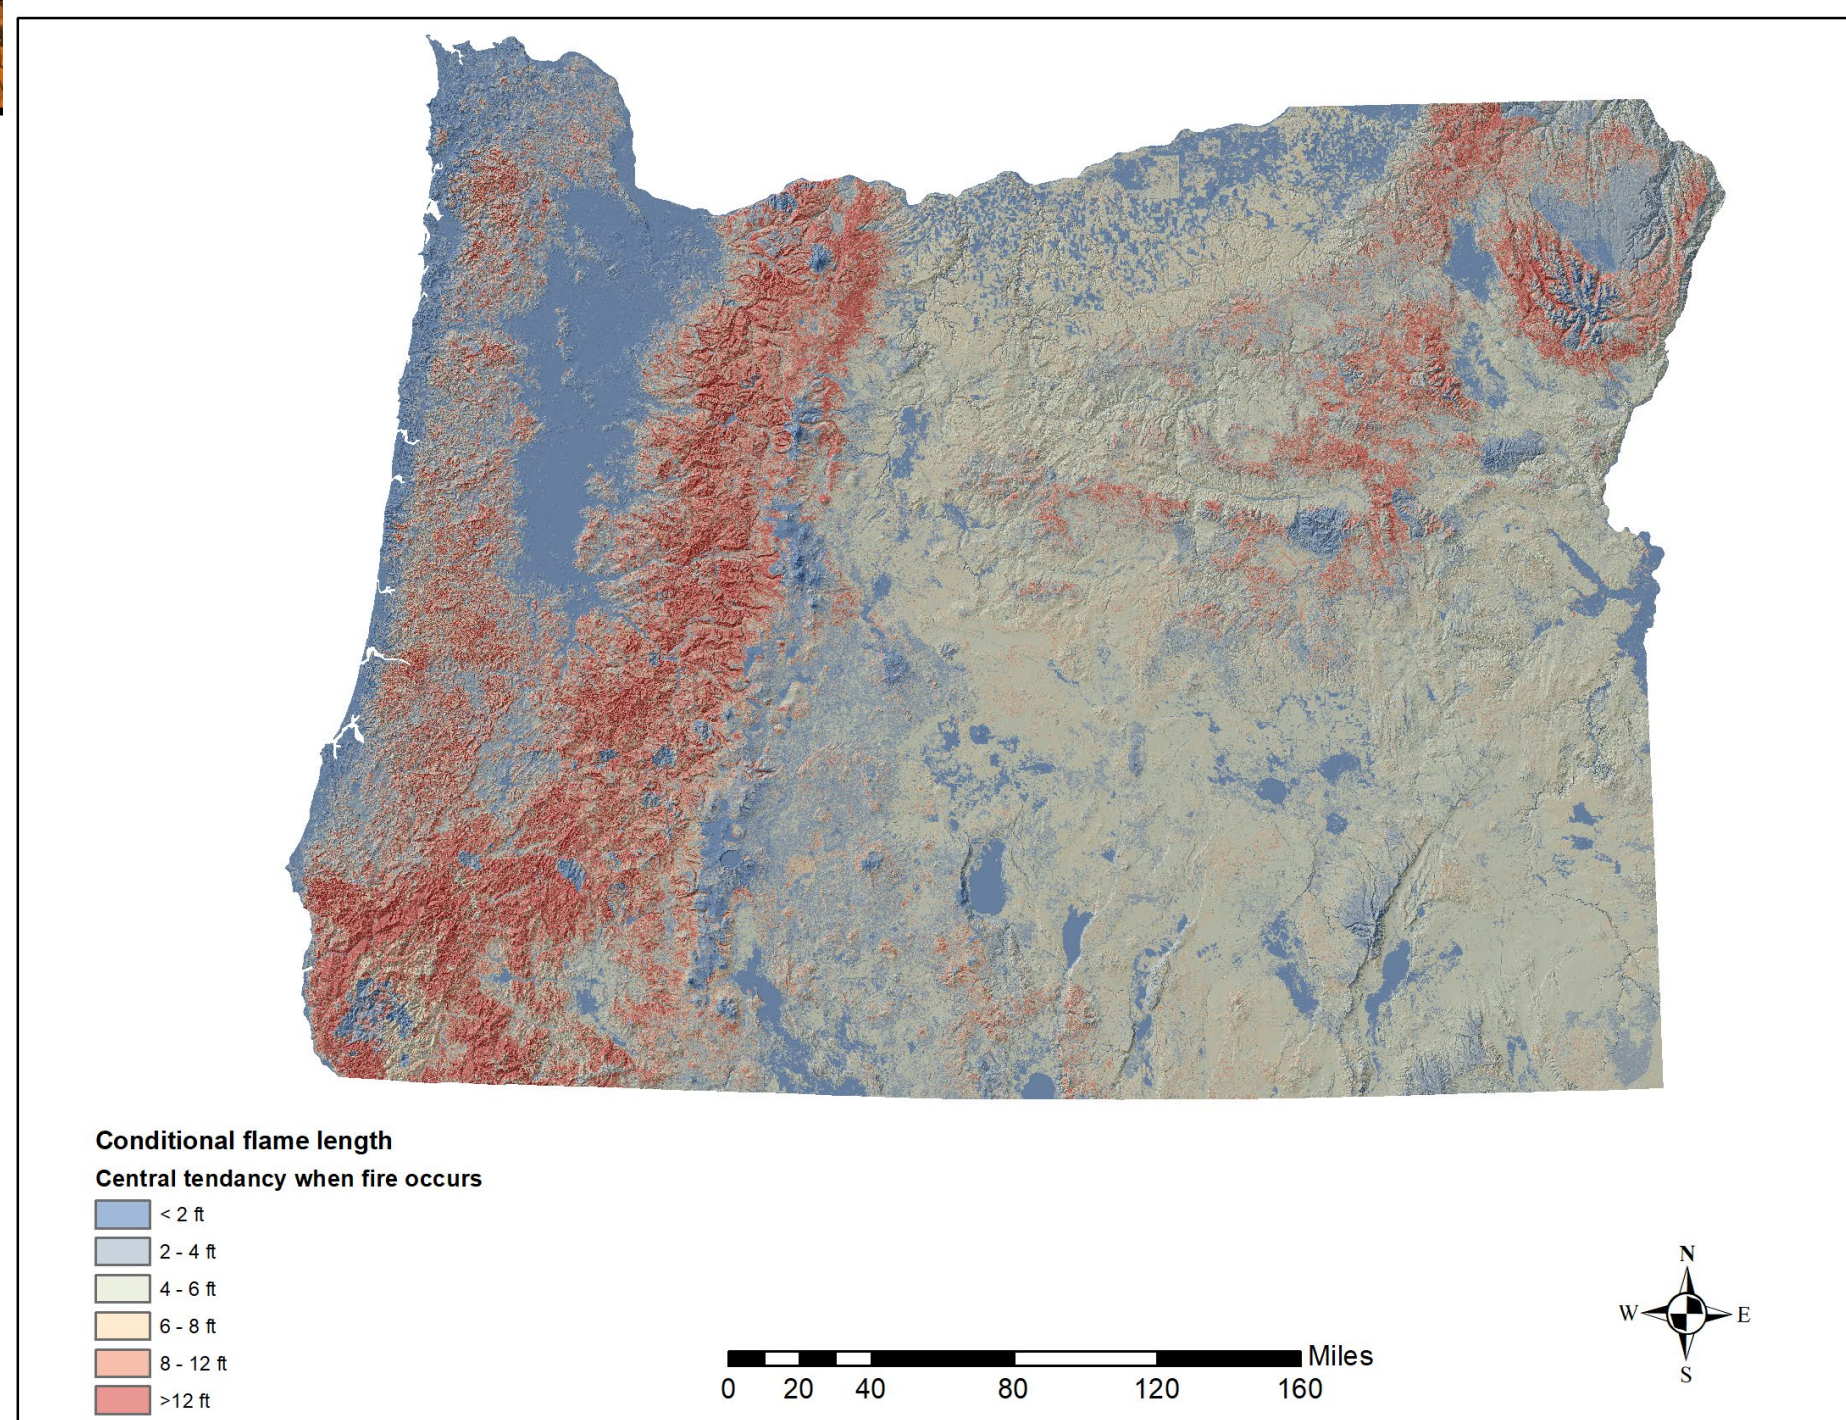 Conditional flame length
Central tendancy when fire occurs
< 2 ft
2 - 4 ft
4 - 6 ft
6 - 8 ft
8 - 12 ft
>12 ft
Miles
0 20 40 80 120 160
N
W E
S